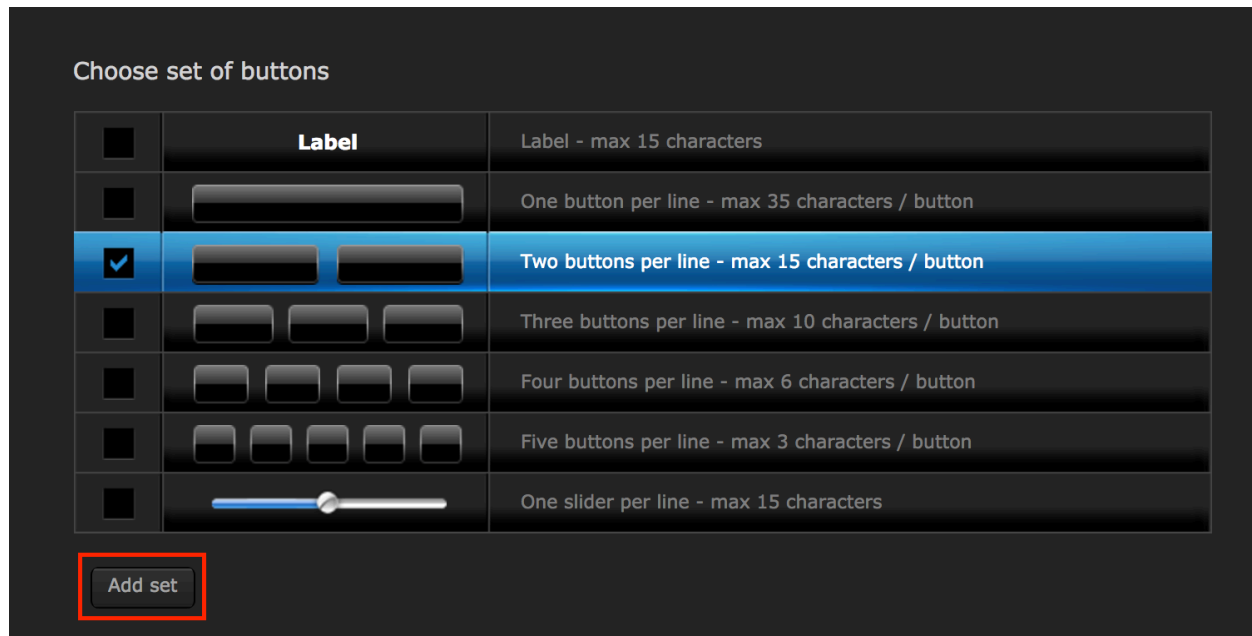 Choose set of buttons
Label
Label - max 15 characters
One button per line - max 35 characters / button
Two buttons per line - max 15 characters / button
Three buttons per line - max 10 characters / button
Four buttons per line - max 6 characters / button
Five buttons per line - max 3 characters / button
One slider per line - max 15 characters
Add set